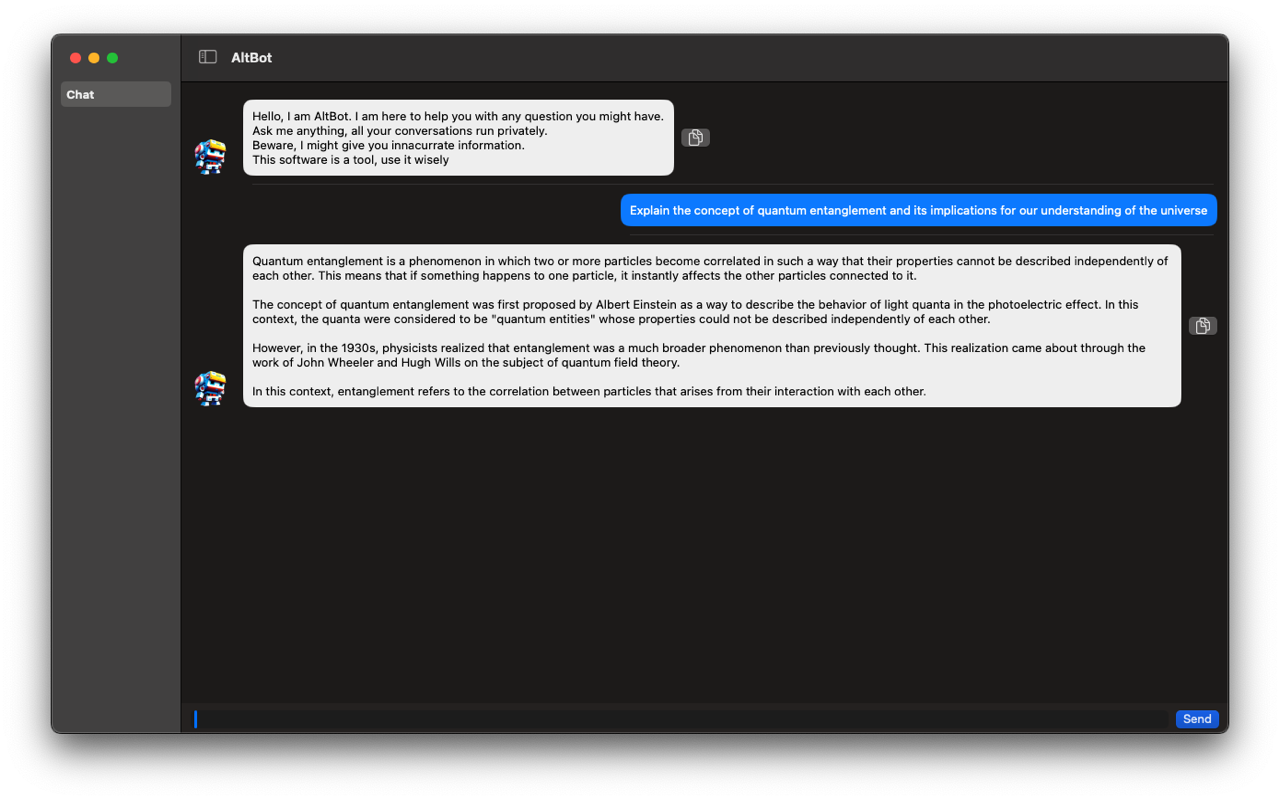 AltBot
Chat
Hello, I am AltBot. I am here to help you with any question you might have.
Ask me anything, all your conversations run privately.
Beware, I might give you innacurrate information.
This software is a tool, use it wisely
Explain the concept of quantum entanglement and its implications for our understanding of the universe
Quantum entanglement is a phenomenon in which two or more particles become correlated in such a way that their properties cannot be described independently of
each other. This means that if something happens to one particle, it instantly affects the other particles connected to it.
The concept of quantum entanglement was first proposed by Albert Einstein as a way to describe the behavior of light quanta in the photoelectric effect. In this
context, the quanta were considered to be "quantum entities" whose properties could not be described independently of each other.
However, in the 1930s, physicists realized that entanglement was a much broader phenomenon than previously thought. This realization came about through the
work of John Wheeler and Hugh Wills on the subject of quantum field theory.
In this context, entanglement refers to the correlation between particles that arises from their interaction with each other.
Send